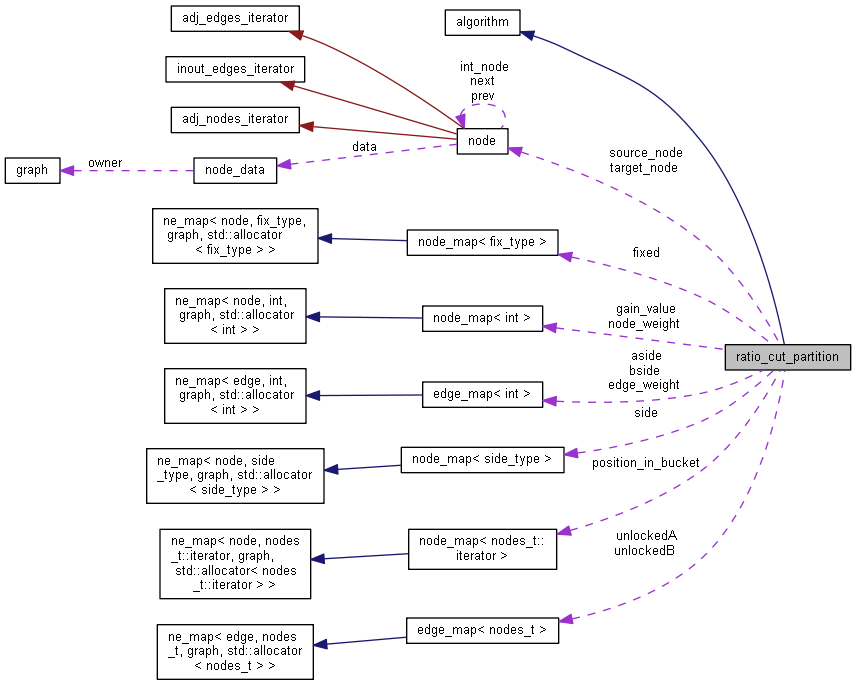 adj_edges_iterator
algorithm
inout_edges_iterator
int_node
next
prev
adj_nodes_iterator
node
data
source_node
target_node
graph
owner
node_data
ne_map< node, fix_type,
graph, std::allocator
< fix_type > >
node_map< fix_type >
fixed
ne_map< node, int,
graph, std::allocator
< int > >
node_map< int >
gain_value
node_weight
ratio_cut_partition
ne_map< edge, int,
graph, std::allocator
< int > >
edge_map< int >
aside
bside
edge_weight
side
ne_map< node, side
_type, graph, std::allocator
< side_type > >
node_map< side_type >
position_in_bucket
ne_map< node, nodes
_t::iterator, graph,
std::allocator< nodes
_t::iterator > >
node_map< nodes_t::
iterator >
unlockedA
unlockedB
ne_map< edge, nodes
_t, graph, std::allocator
< nodes_t > >
edge_map< nodes_t >